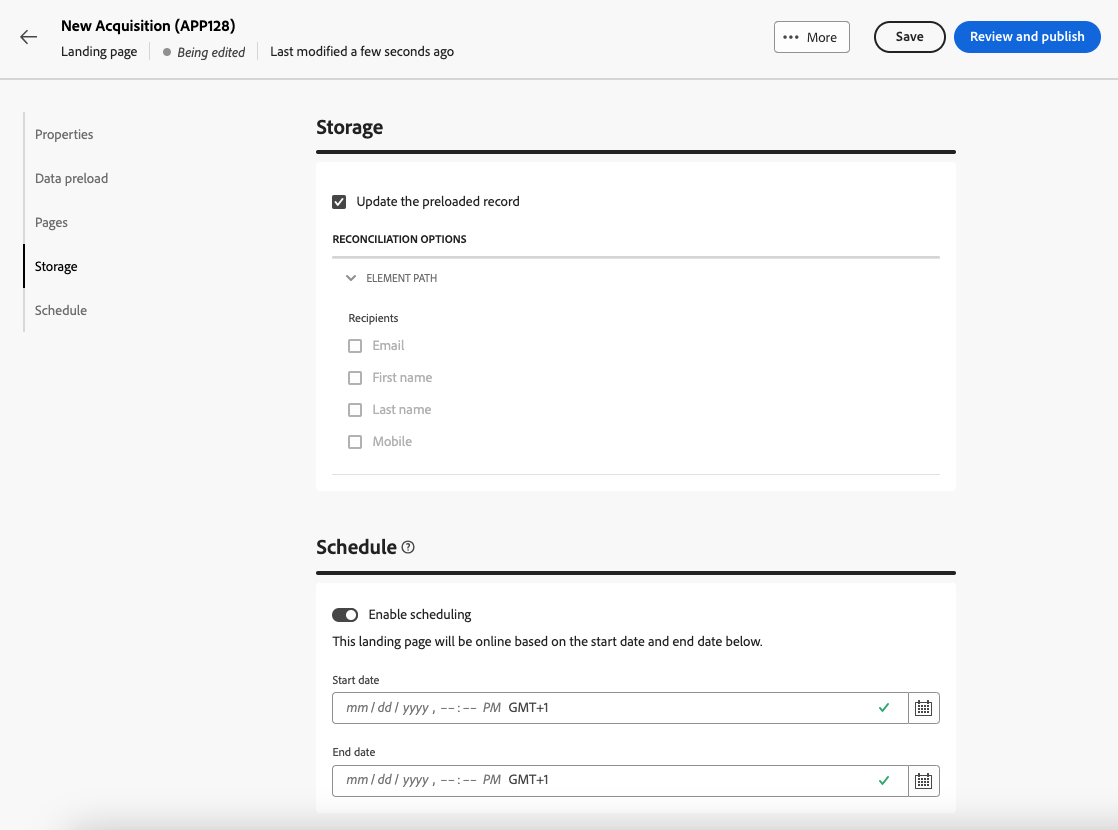 New Acquisition (APP128)
Landing page Being edited Last modified a few seconds ago
More
Save
Review and publish
Properties
Data preload
Pages
Storage
Schedule
Storage
Update the preloaded record
RECONCILIATION OPTIONS
ELEMENT PATH
Recipients
Email
First name
Last name
Mobile
Schedule
Enable scheduling
This landing page will be online based on the start date and end date below.
Start date
mm / dd / yyyy , – – : – – PM GMT+1
End date
mm / dd / yyyy , – – : – – PM GMT+1